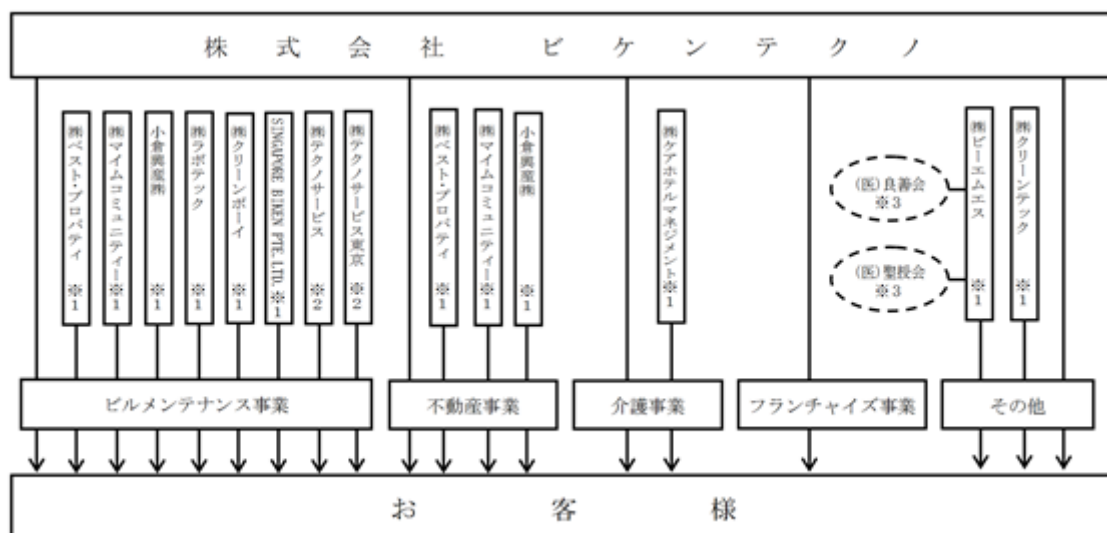 株式会社 ビケンテクノ
㈱ベスト・プロパティ ※1
㈱マイムコミュニティー ※1
小倉興産㈱ ※1
㈱ラボテック ※1
㈱クリーンボーイ ※1
SINGAPORE BIKEN PTE. LTD. ※1
㈱テクノサービス ※2
㈱テクノサービス東京 ※2
㈱ベスト・プロパティ ※1
㈱マイムコミュニティー ※1
小倉興産㈱ ※1
㈱ケアホテルマネジメント ※1
(医)良善会
※3
(医)聖授会
※3
㈱ビーエムエス ※1
㈱クリーンテック ※1
ビルメンテナンス事業
不動産事業
介護事業
フランチャイズ事業
その他
お客様